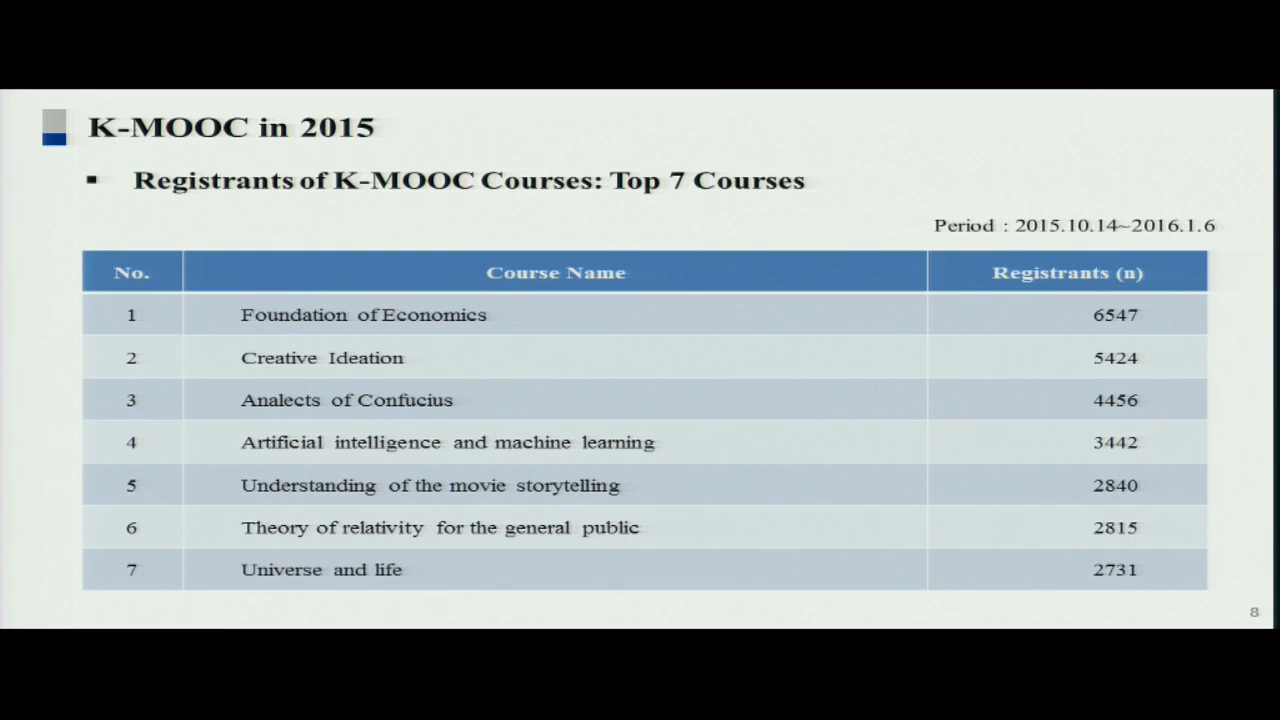 K-MOOC in 2015
▪ Registrants of K-MOOC Courses: Top 7 Courses
Period : 2015.10.14~2016.1.6
No. Course Name Registrants (n)
1 Foundation of Economics 6547
2 Creative Ideation 5424
3 Analects of Confucius 4456
4 Artificial intelligence and machine learning 3442
5 Understanding of the movie storytelling 2840
6 Theory of relativity for the general public 2815
7 Universe and life 2731
8